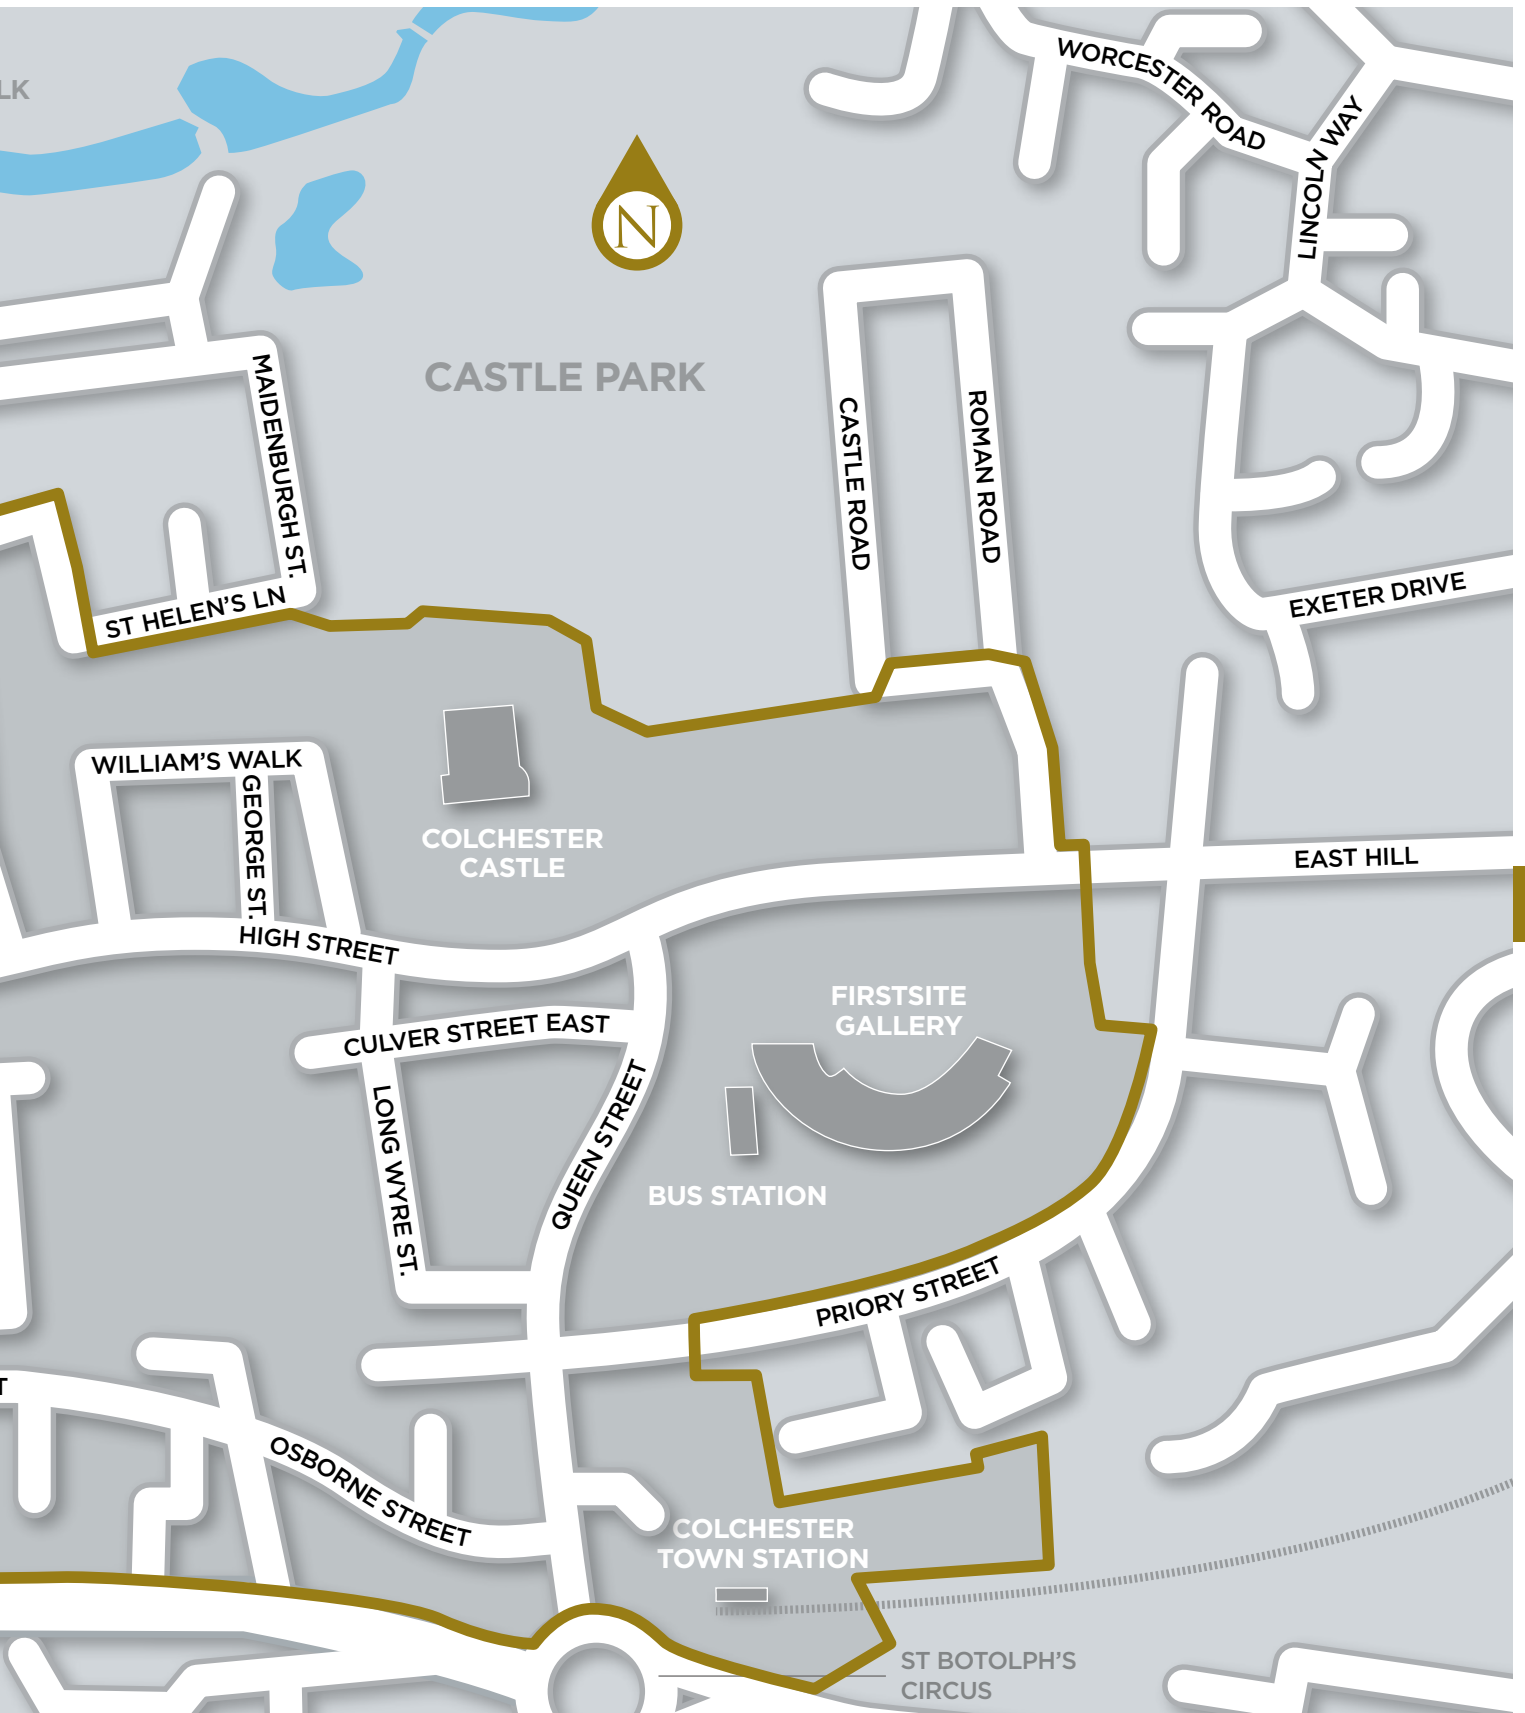 WORCESTER ROAD
LK
LINCOLN WAY
N
CASTLE PARK
MAIDENBURGH ST.
CASTLE ROAD
ROMAN ROAD
EXETER DRIVE
ST HELEN'S LN
WILLIAM'S WALK
GEORGE ST.
COLCHESTER
CASTLE
EAST HILL
HIGH STREET
FIRSTSITE
GALLERY
CULVER STREET EAST
LONG WYRE ST.
QUEEN STREET
BUS STATION
PRIORY STREET
T
OSBORNE STREET
COLCHESTER
TOWN STATION
ST BOTOLPH'S
CIRCUS